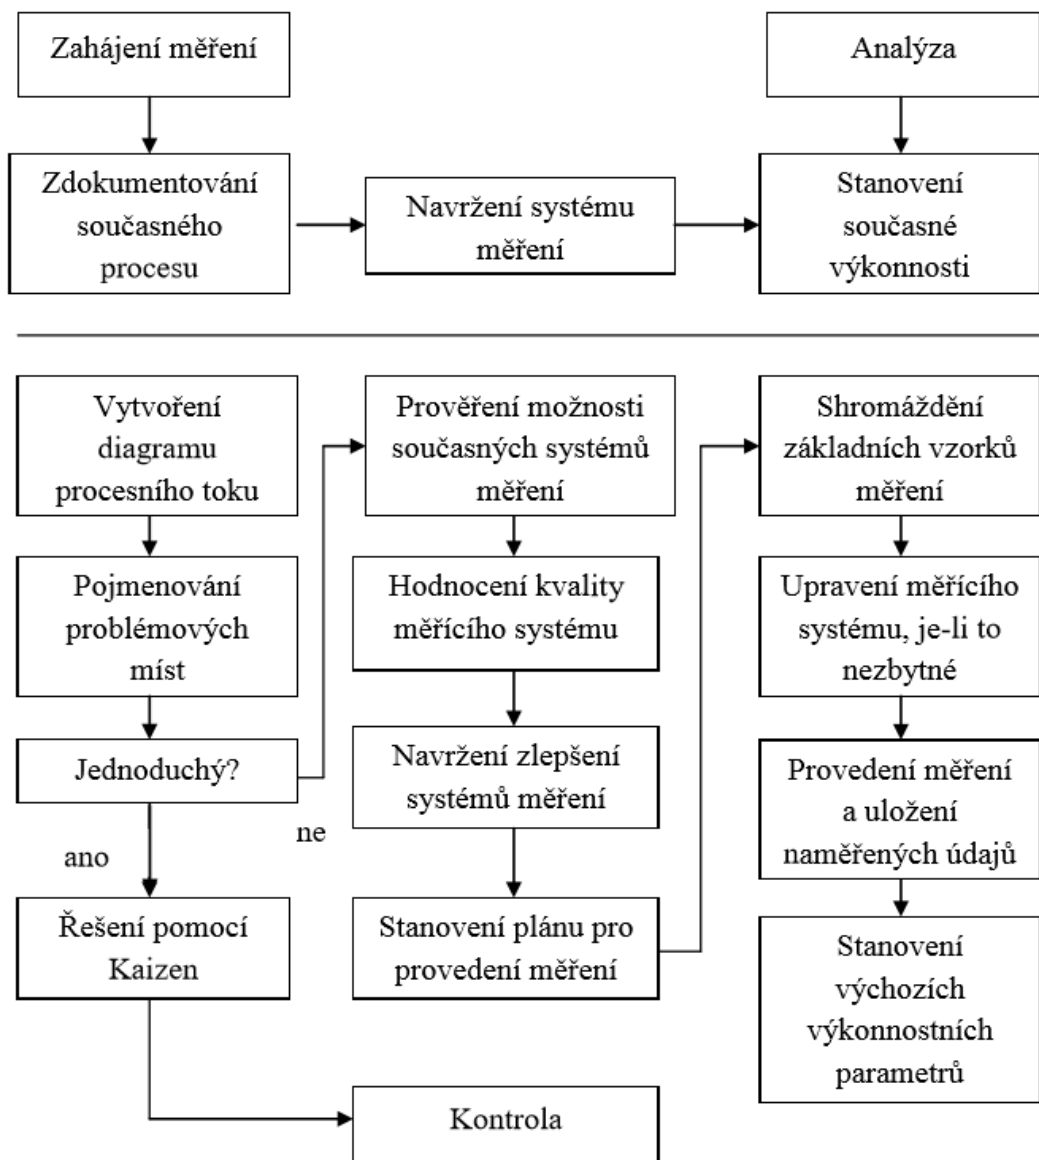 Zahájení měření
Analýza
Zdokumentování
současného
procesu
Navržení systému
měření
Stanovení
současné
výkonnosti
Vytvoření
diagramu
procesního toku
Pojmenování
problémových
míst
Jednoduchý?
ne
ano
Řešení pomocí
Kaizen
Prověření možnosti
současných systémů
měření
Hodnocení kvality
měřícího systému
Navržení zlepšení
systémů měření
Stanovení plánu pro
provedení měření
Kontrola
Shromáždění
základních vzorků
měření
Upravení měřícího
systému, je-li to
nezbytné
Provedení měření
a uložení
naměřených údajů
Stanovení
výchozích
výkonnostních
parametrů